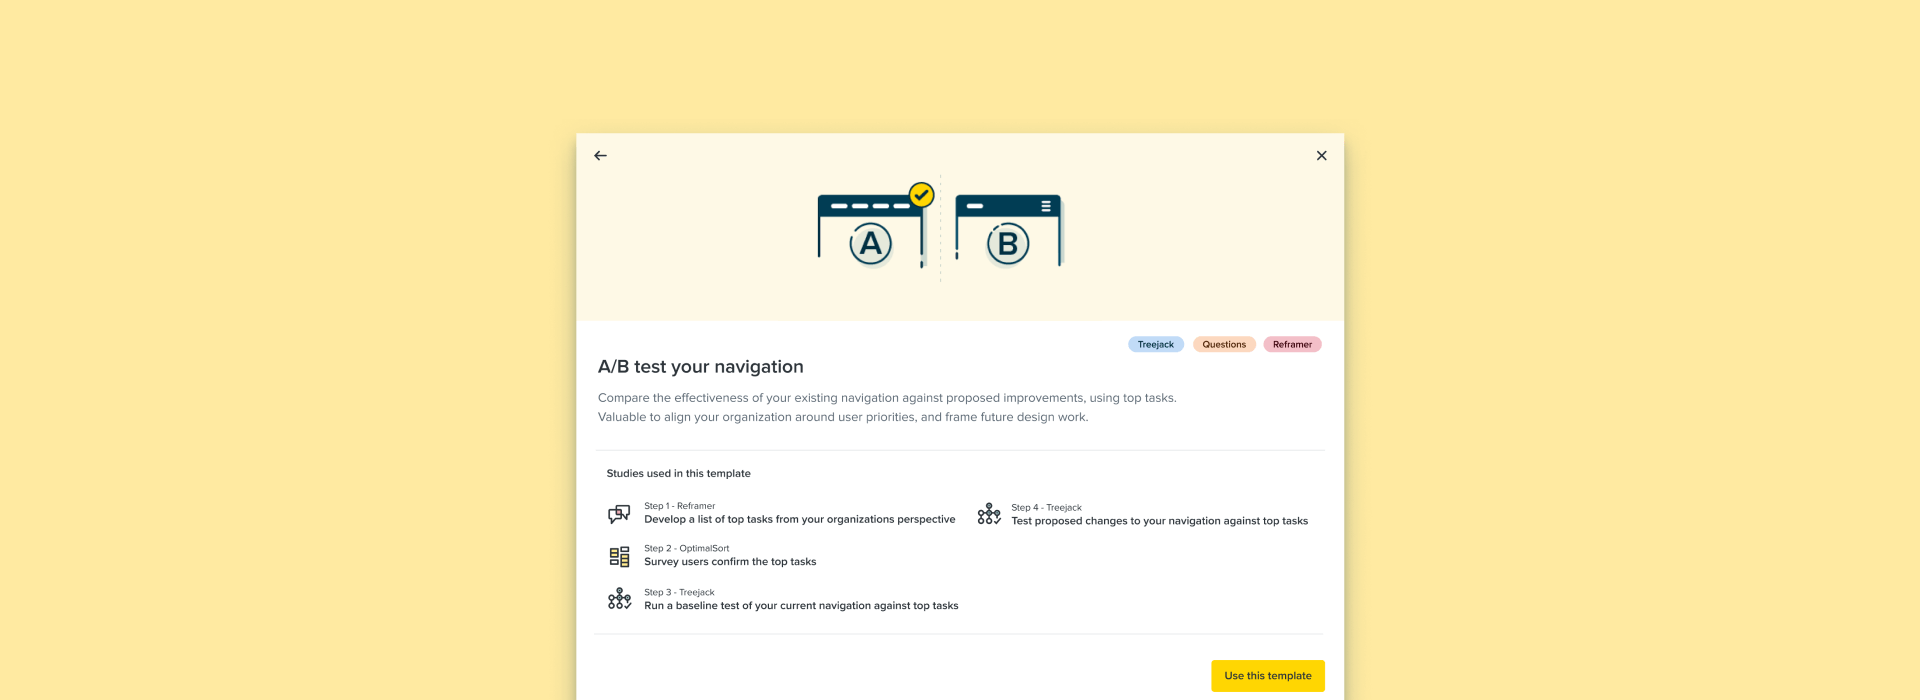 A
B
Treejack
Questions
Reframer
A/B test your navigation
Compare the effectiveness of your existing navigation against proposed improvements, using top tasks.
Valuable to align your organization around user priorities, and frame future design work.
Studies used in this template
Step 1 - Reframer
Develop a list of top tasks from your organizations perspective
Step 2 - OptimalSort
Survey users confirm the top tasks
Step 3 - Treejack
Run a baseline test of your current navigation against top tasks
Step 4 - Treejack
Test proposed changes to your navigation against top tasks
Use this template